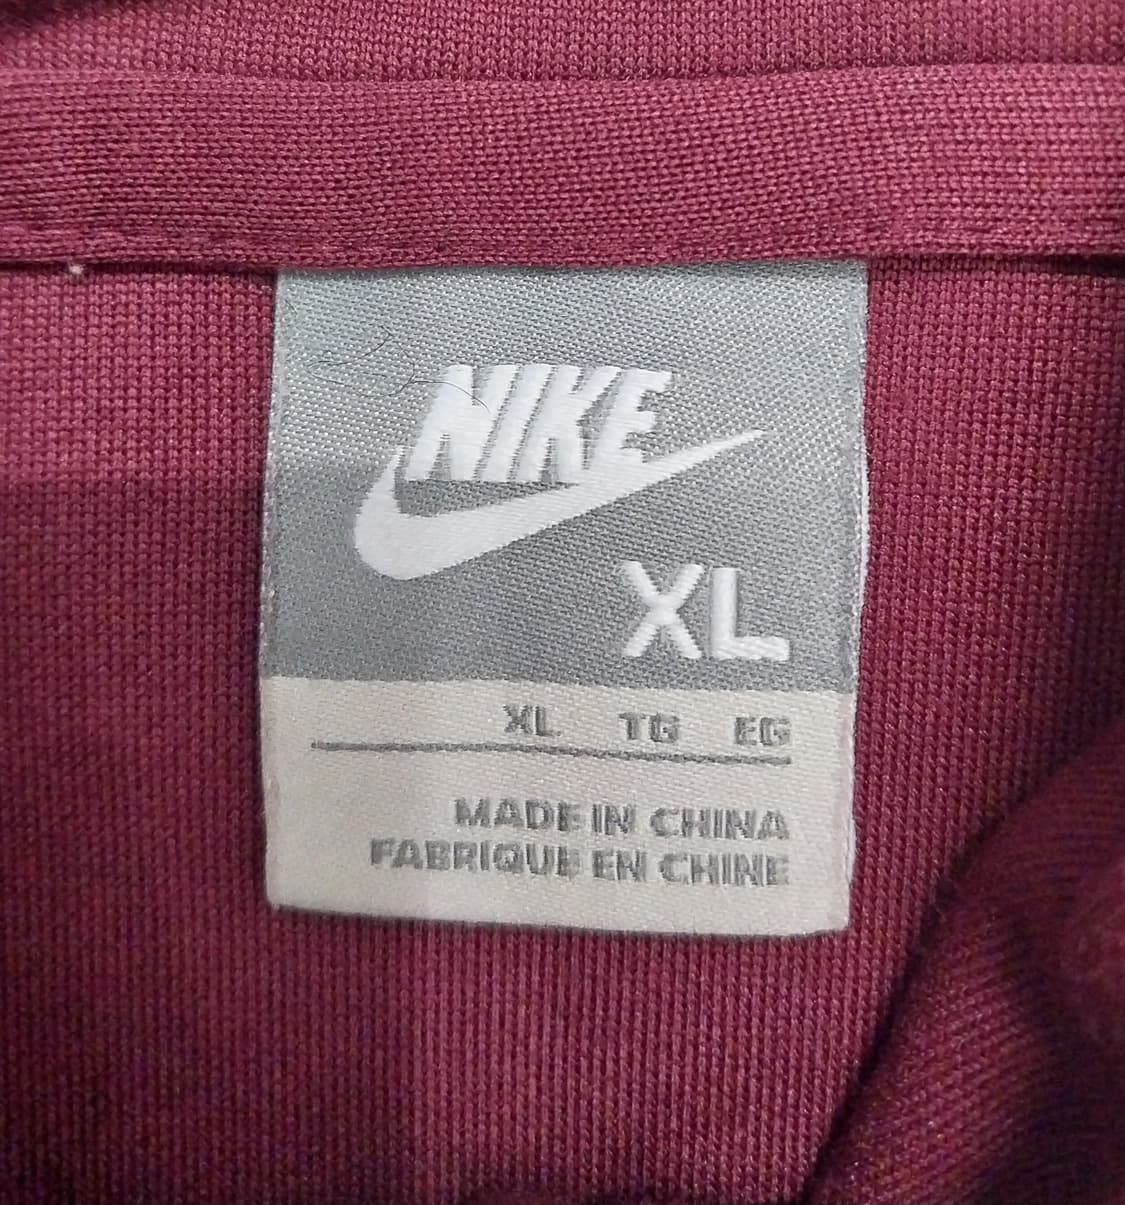 NIKE
XL
XL TG EG
MADE IN CHINA
FABRIQUE EN CHINE